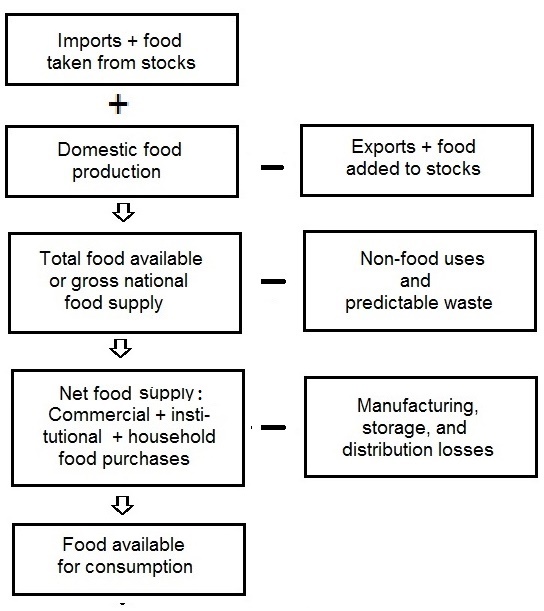 Imports + food
taken from stocks
+
Domestic food
production
−
Exports + food
added to stocks
Total food available
or gross national
food supply
−
Non-food uses
and
predictable waste
Net food supply:
Commercial + insti-
tutional + household
food purchases
−
Manufacturing,
storage, and
distribution losses
Food available
for consumption